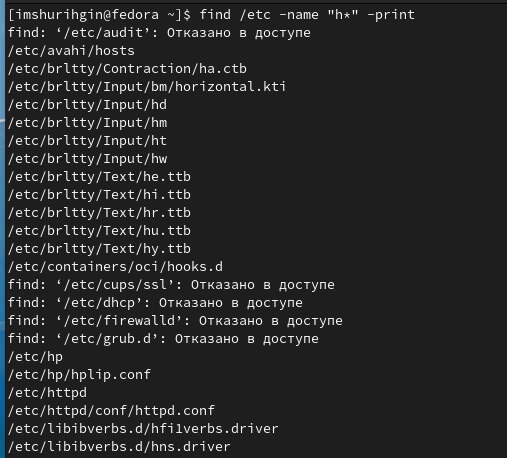 [imshurihgin@fedora ~]$ find /etc -name "h*" -print
find: ‘/etc/audit’: Отказано в доступе
/etc/avahi/hosts
/etc/brltty/Contraction/ha.ctb
/etc/brltty/Input/bm/horizontal.kti
/etc/brltty/Input/hd
/etc/brltty/Input/hm
/etc/brltty/Input/ht
/etc/brltty/Input/hw
/etc/brltty/Text/he.ttb
/etc/brltty/Text/hi.ttb
/etc/brltty/Text/hr.ttb
/etc/brltty/Text/hu.ttb
/etc/brltty/Text/hy.ttb
/etc/containers/oci/hooks.d
find: ‘/etc/cups/ssl’: Отказано в доступе
find: ‘/etc/dhcp’: Отказано в доступе
find: ‘/etc/firewalld’: Отказано в доступе
find: ‘/etc/grub.d’: Отказано в доступе
/etc/hp
/etc/hp/hplip.conf
/etc/httpd
/etc/httpd/conf/httpd.conf
/etc/libibverbs.d/hfi1verbs.driver
/etc/libibverbs.d/hns.driver